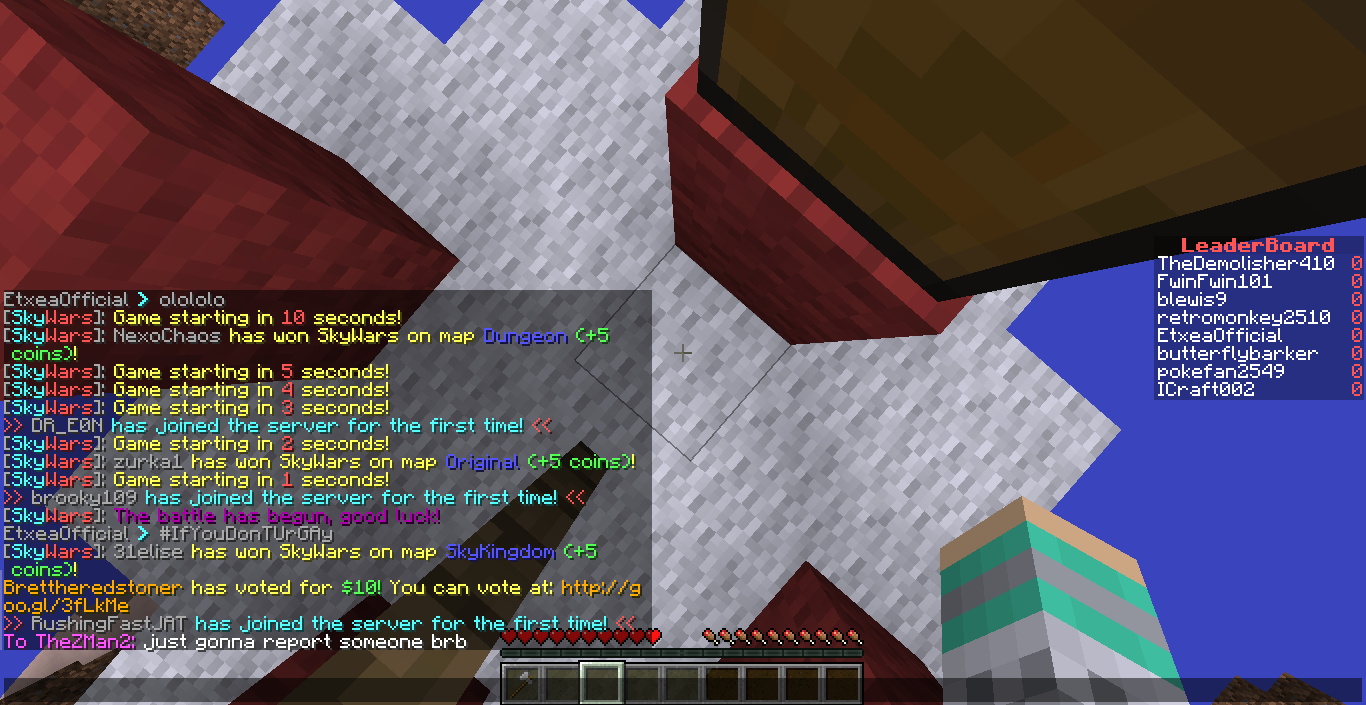 EtxeaOfficial > olololo
[SkyWars]: Game starting in 10 seconds!
[SkyWars]: NexoChaos has won SkyWars on map Dungeon (+5
coins)!
[SkyWars]: Game starting in 5 seconds!
[SkyWars]: Game starting in 4 seconds!
[SkyWars]: Game starting in 3 seconds!
>> DR_E0N has joined the server for the first time! <<
[SkyWars]: Game starting in 2 seconds!
[SkyWars]: zurka1 has won SkyWars on map Original (+5 coins)!
[SkyWars]: Game starting in 1 seconds!
>> brooky109 has joined the server for the first time! <<
[SkyWars]: The battle has begun, good luck!
EtxeaOfficial > #IfYouDonTUrGAy
[SkyWars]: 31elise has won SkyWars on map SkyKingdom (+5
coins)!
Brettheredstoner has voted for $10! You can vote at: http://g
oo.gl/3fLkMe
>> RushingFastJAT has joined the server for the first time! <<
To TheZMan2: just gonna report someone brb
LeaderBoard
TheDemolisher410 0
FwinFwin101 0
blewis9 0
retromonkey2510 0
EtxeaOfficial 0
butterflybarker 0
pokefan2549 0
ICraft002 0